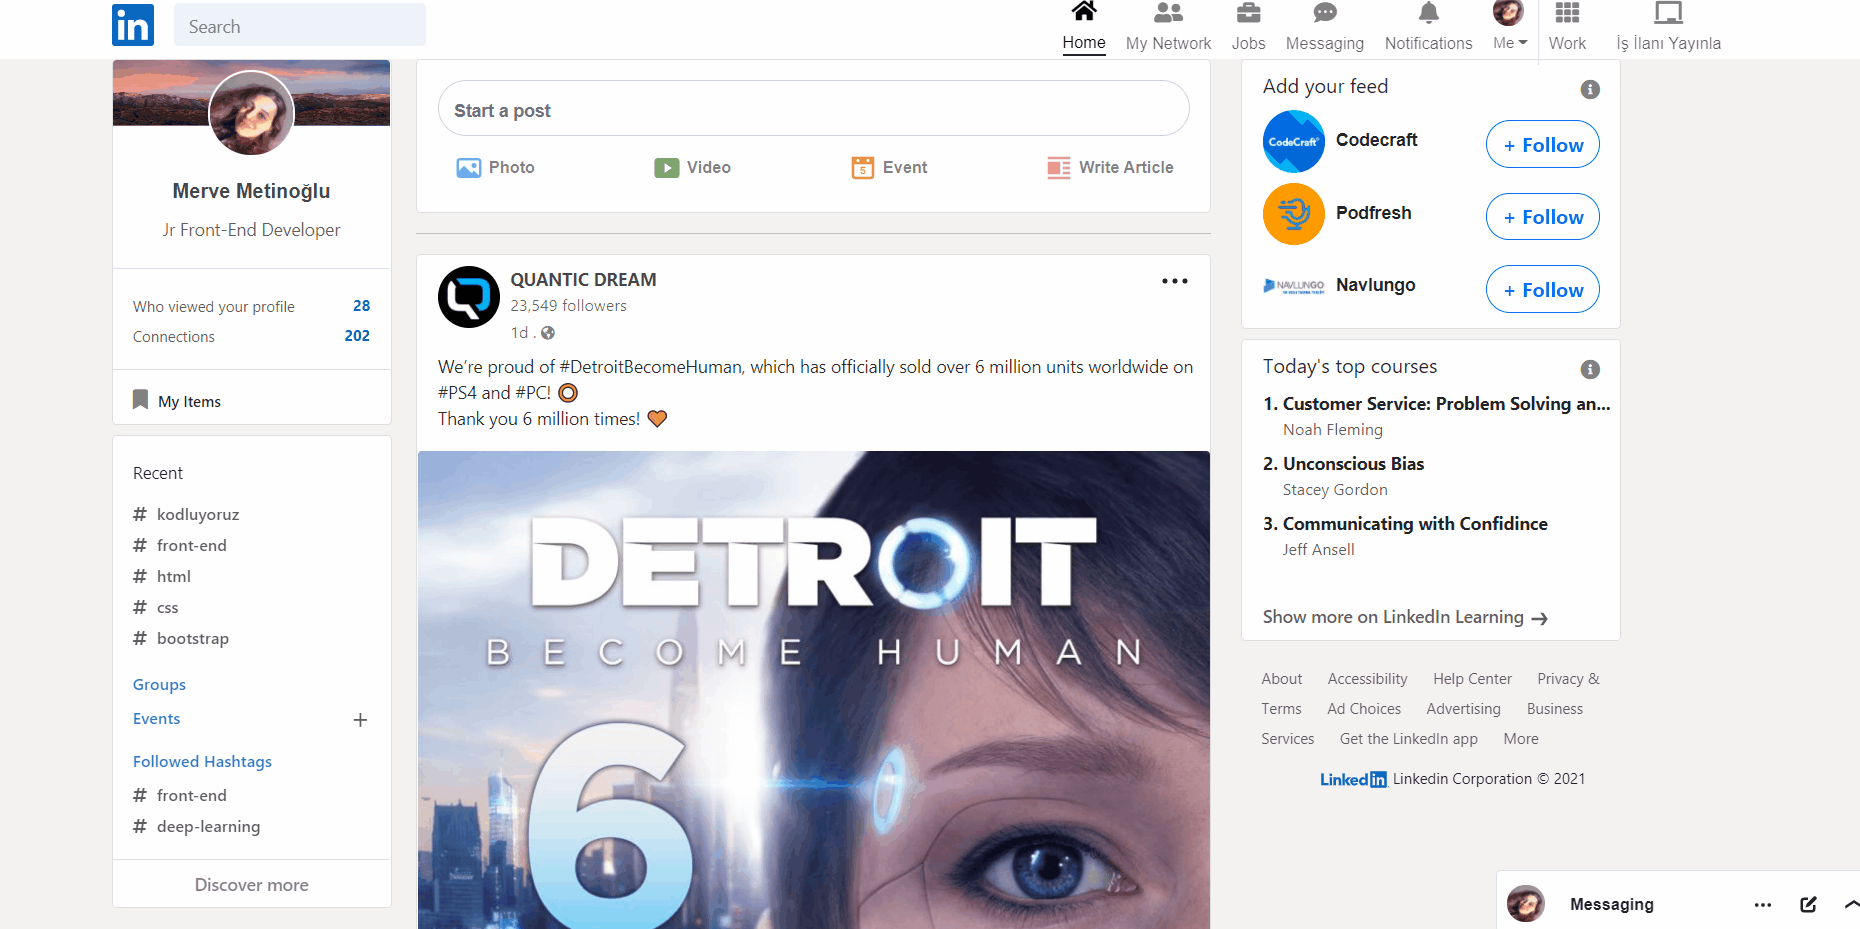 in
Search
Home
My Network
Jobs
Messaging
Notifications
Me
Work
İş İlanı Yayınla
Merve Metinoğlu
Jr Front-End Developer
Who viewed your profile 28
Connections 202
My Items
Recent
# kodluyoruz
# front-end
# html
# css
# bootstrap
Groups
Events +
Followed Hashtags
# front-end
# deep-learning
Discover more
Start a post
Photo
Video
5
Event
Write Article
QUANTIC DREAM
23,549 followers
1d .
We're proud of #DetroitBecomeHuman, which has officially sold over 6 million units worldwide on
#PS4 and #PC!
Thank you 6 million times!
DETROIT
BECOME HUMAN
6
Add your feed
CodeCraft
Codecraft
+ Follow
Podfresh
+ Follow
NAVLUNGO
Navlungo
+ Follow
Today's top courses
1. Customer Service: Problem Solving an...
Noah Fleming
2. Unconscious Bias
Stacey Gordon
3. Communicating with Confidince
Jeff Ansell
Show more on LinkedIn Learning →
About Accessibility Help Center Privacy &
Terms Ad Choices Advertising Business
Services Get the LinkedIn app More
Linkedin Linkedin Corporation © 2021
Messaging